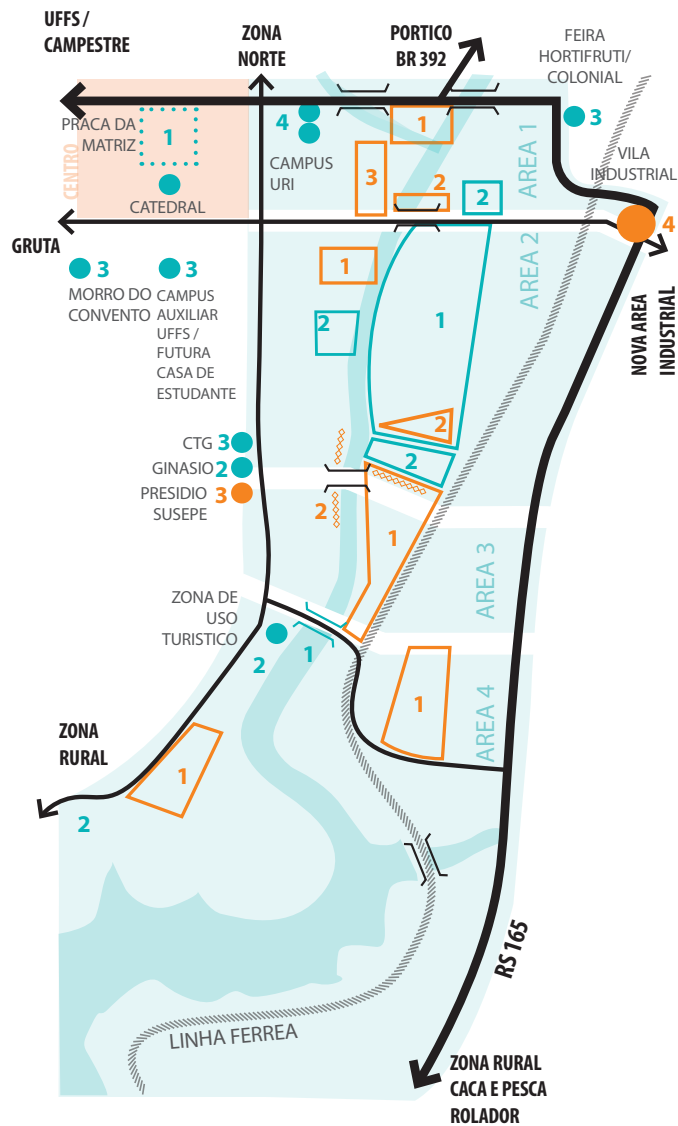 UFFS /
CAMPESTRE
ZONA
NORTE
PORTICO
BR 392
FEIRA
HORTIFRUTI/
COLONIAL
3
PRACA DA
MATRIZ
1
CENTRO
CATEDRAL
4
CAMPUS
URI
1
3
2
2
AREA 1
VILA
INDUSTRIAL
4
GRUTA
3
MORRO DO
CONVENTO
3
CAMPUS
AUXILIAR
UFFS /
FUTURA
CASA DE
ESTUDANTE
1
2
1
AREA 2
NOVA AREA
INDUSTRIAL
2
2
CTG 3
GINASIO 2
PRESIDIO 3
SUSEPE
2
1
AREA 3
ZONA DE
USO
TURISTICO
2
1
1
AREA 4
ZONA
RURAL
1
2
RS 165
LINHA FERREA
ZONA RURAL
CACA E PESCA
ROLADOR